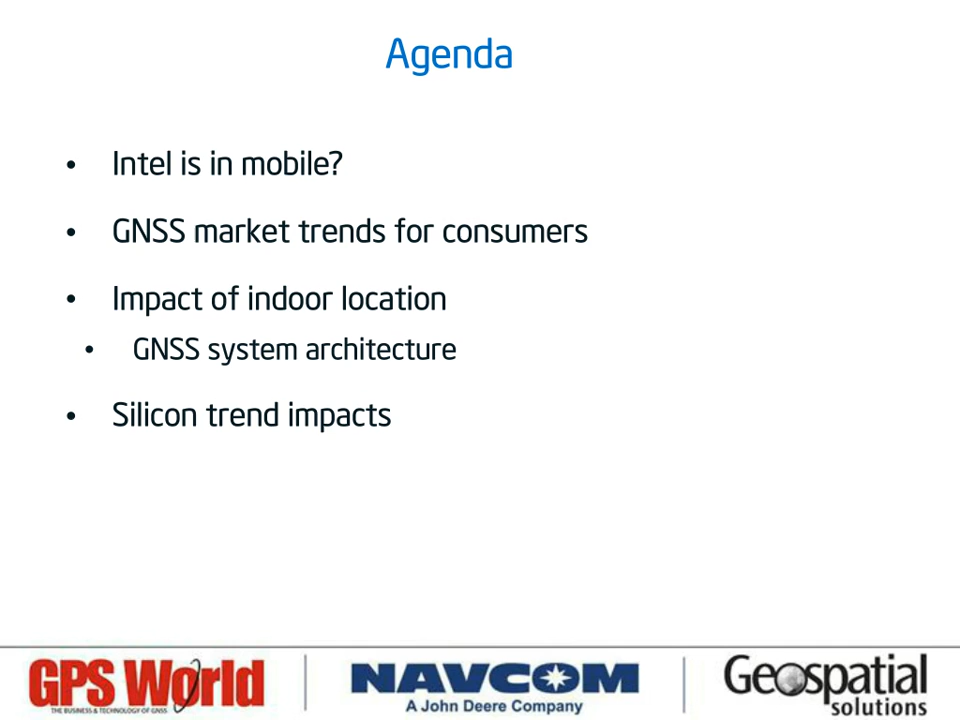 Agenda
• Intel is in mobile?
• GNSS market trends for consumers
• Impact of indoor location
• GNSS system architecture
• Silicon trend impacts
GPS World
THE BUSINESS & TECHNOLOGY OF GNSS
NAVCOM
A John Deere Company
Geospatial
solutions